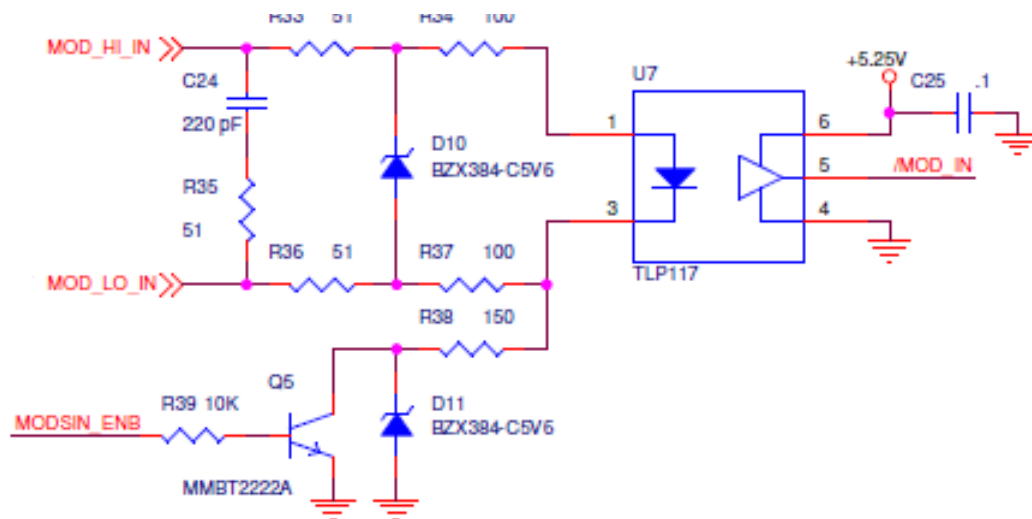 R33 51 R34 100
MOD_HI_IN
+5.25V
U7
C25 .1
C24
220 pF
1
6
D10
BZX384-C5V6
/MOD_IN
5
R35
51
3
4
R36 51 R37 100
TLP117
MOD_LO_IN
R38 150
Q5
R39 10K
D11
BZX384-C5V6
MODSIN_ENB
MMBT2222A